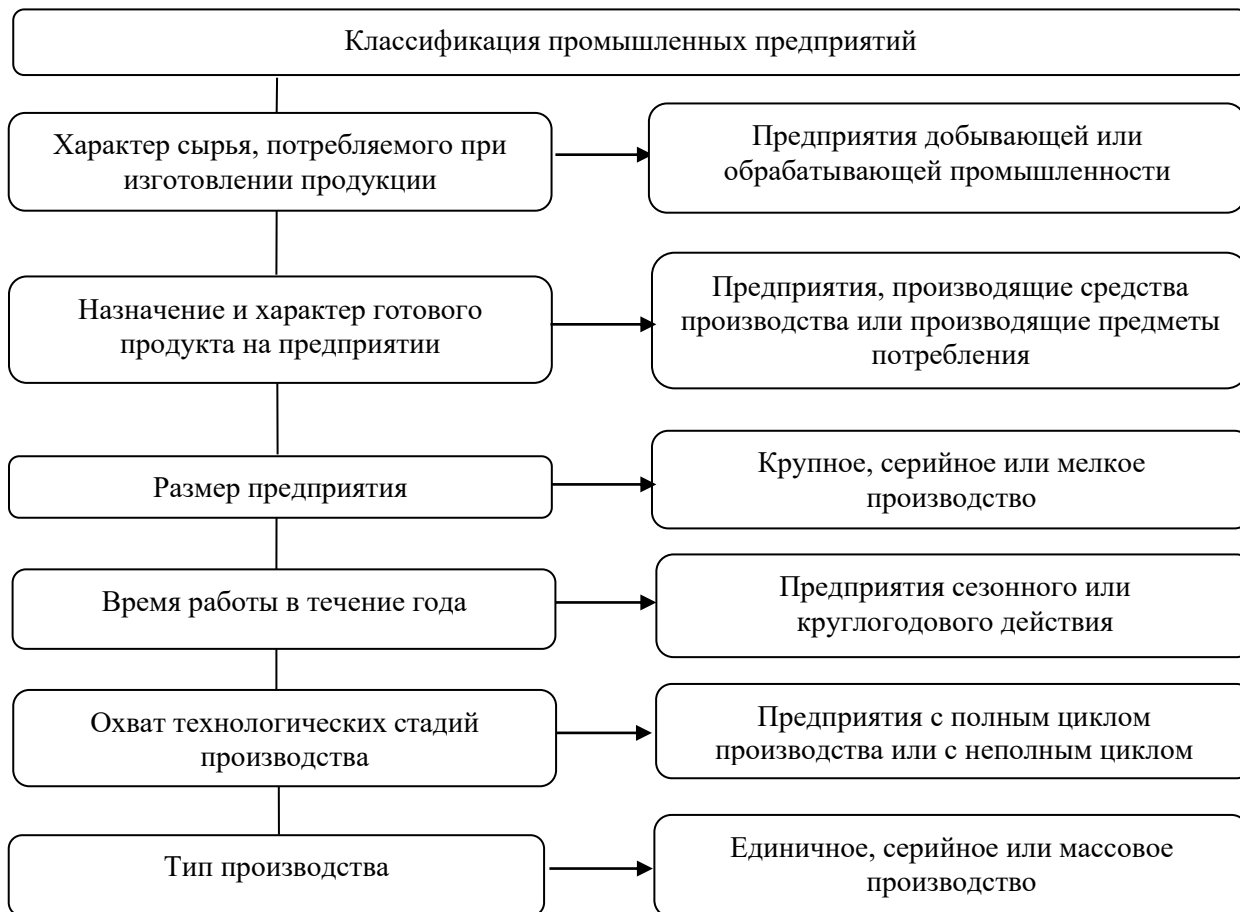 Классификация промышленных предприятий
Характер сырья, потребляемого при
изготовлении продукции
Предприятия добывающей или
обрабатывающей промышленности
Назначение и характер готового
продукта на предприятии
Предприятия, производящие средства
производства или производящие предметы
потребления
Размер предприятия
Крупное, серийное или мелкое
производство
Время работы в течение года
Предприятия сезонного или
круглогодового действия
Охват технологических стадий
производства
Предприятия с полным циклом
производства или с неполным циклом
Тип производства
Единичное, серийное или массовое
производство